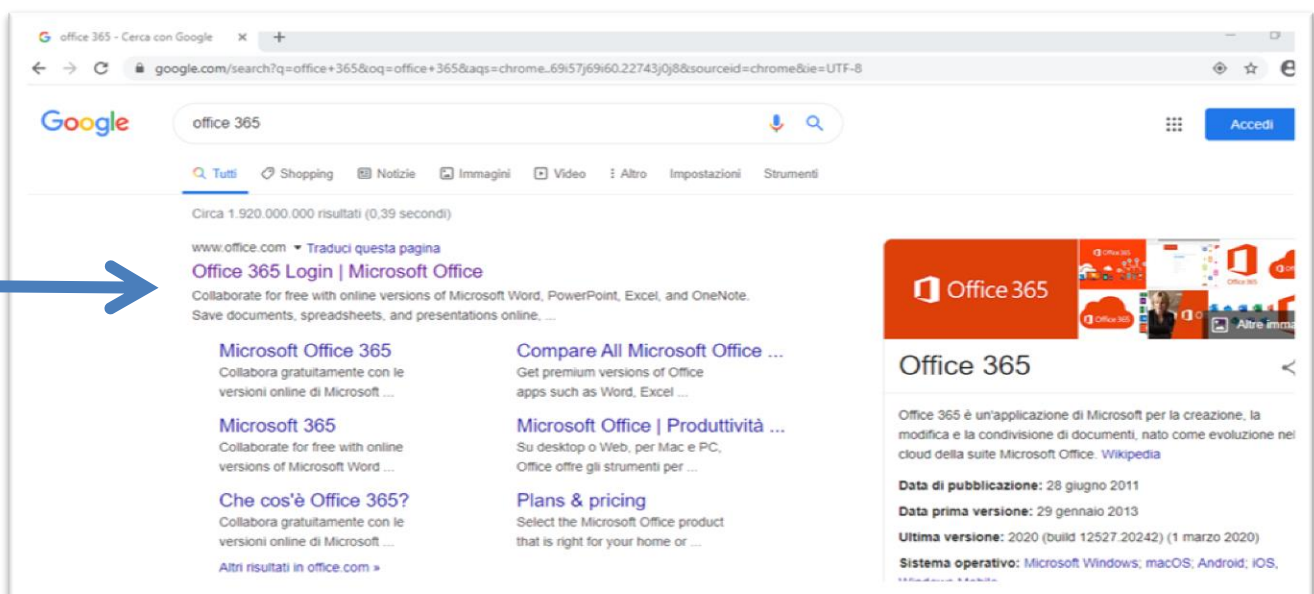 office 365 - Cerca con Google
google.com/search?q=office+365&oq=office+365&aqs=chrome..69i57j69i60.22743j0j8&sourceid=chrome&ie=UTF-8
Google
office 365
Accedi
Tutti Shopping Notizie Immagini Video Altro Impostazioni Strumenti
Circa 1.920.000.000 risultati (0,39 secondi)
www.office.com Traduci questa pagina
Office 365 Login | Microsoft Office
Collaborate for free with online versions of Microsoft Word, PowerPoint, Excel, and OneNote.
Save documents, spreadsheets, and presentations online, ...
Microsoft Office 365
Collabora gratuitamente con le
versioni online di Microsoft ...
Compare All Microsoft Office ...
Get premium versions of Office
apps such as Word, Excel ...
Microsoft 365
Collaborate for free with online
versions of Microsoft Word ...
Microsoft Office | Produttività ...
Su desktop o Web, per Mac e PC,
Office offre gli strumenti per ...
Che cos'è Office 365?
Collabora gratuitamente con le
versioni online di Microsoft ...
Plans & pricing
Select the Microsoft Office product
that is right for your home or ...
Altri risultati in office.com »
Office 365
Office 365
Office 365
Office 365
Altre imma
Office 365
Office 365 è un'applicazione di Microsoft per la creazione, la
modifica e la condivisione di documenti, nato come evoluzione nel
cloud della suite Microsoft Office. Wikipedia
Data di pubblicazione: 28 giugno 2011
Data prima versione: 29 gennaio 2013
Ultima versione: 2020 (build 12527.20242) (1 marzo 2020)
Sistema operativo: Microsoft Windows; macOS; Android; iOS,
Windows Mobile